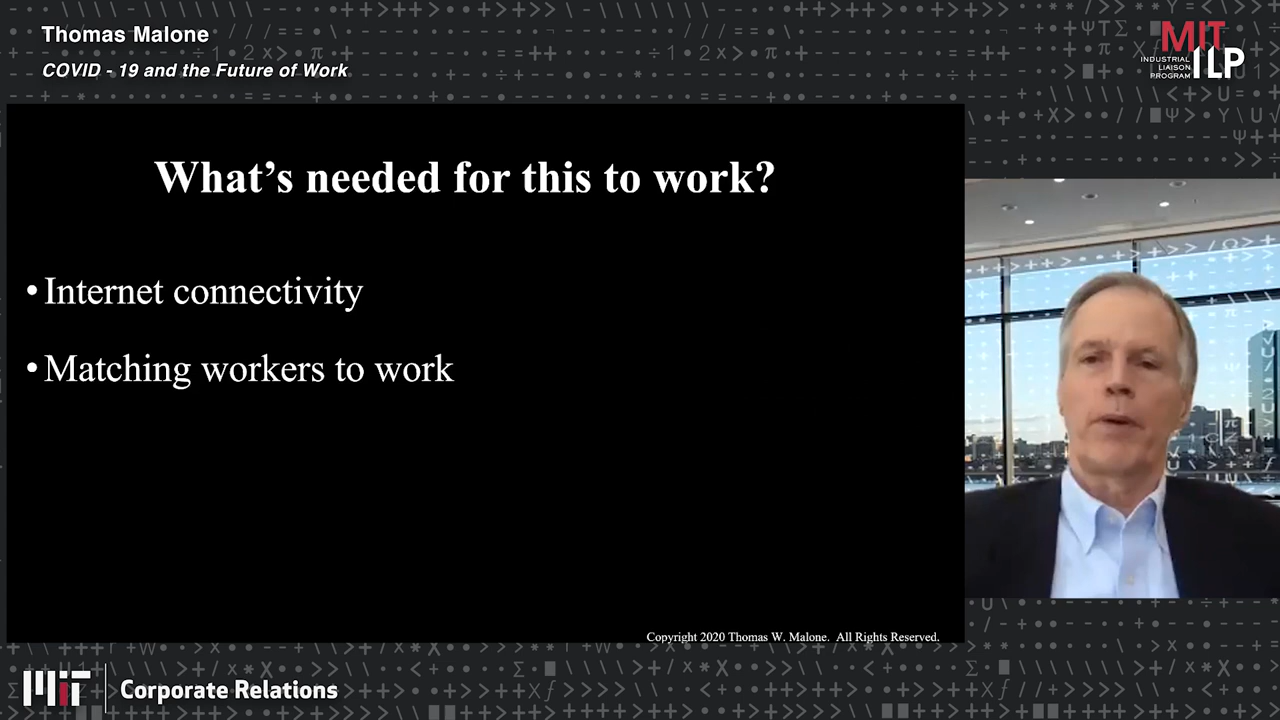 Thomas Malone
COVID - 19 and the Future of Work
MIT
INDUSTRIAL
LIAISON
PROGRAM
ILP
What's needed for this to work?
• Internet connectivity
• Matching workers to work
Copyright 2020 Thomas W. Malone. All Rights Reserved.
MIT
Corporate Relations